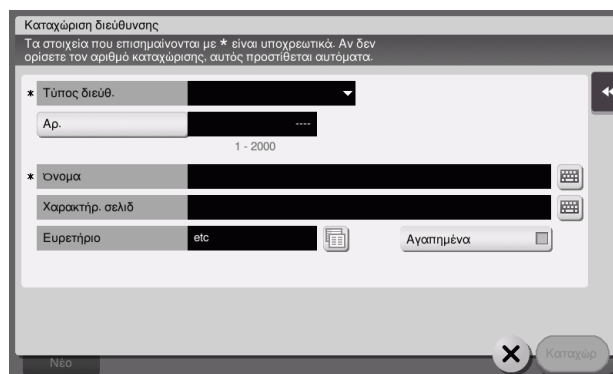 Καταχώριση διεύθυνσης
Τα στοιχεία που επισημαίνονται με * είναι υποχρεωτικά. Αν δεν
ορίσετε τον αριθμό καταχώρισης, αυτός προστίθεται αυτόματα.
* Τύπος διεύθ.
Αρ. ----
1 - 2000
* Όνομα
Χαρακτήρ. σελιδ
Ευρετήριο etc Αγαπημένα
Νέο Καταχώρ